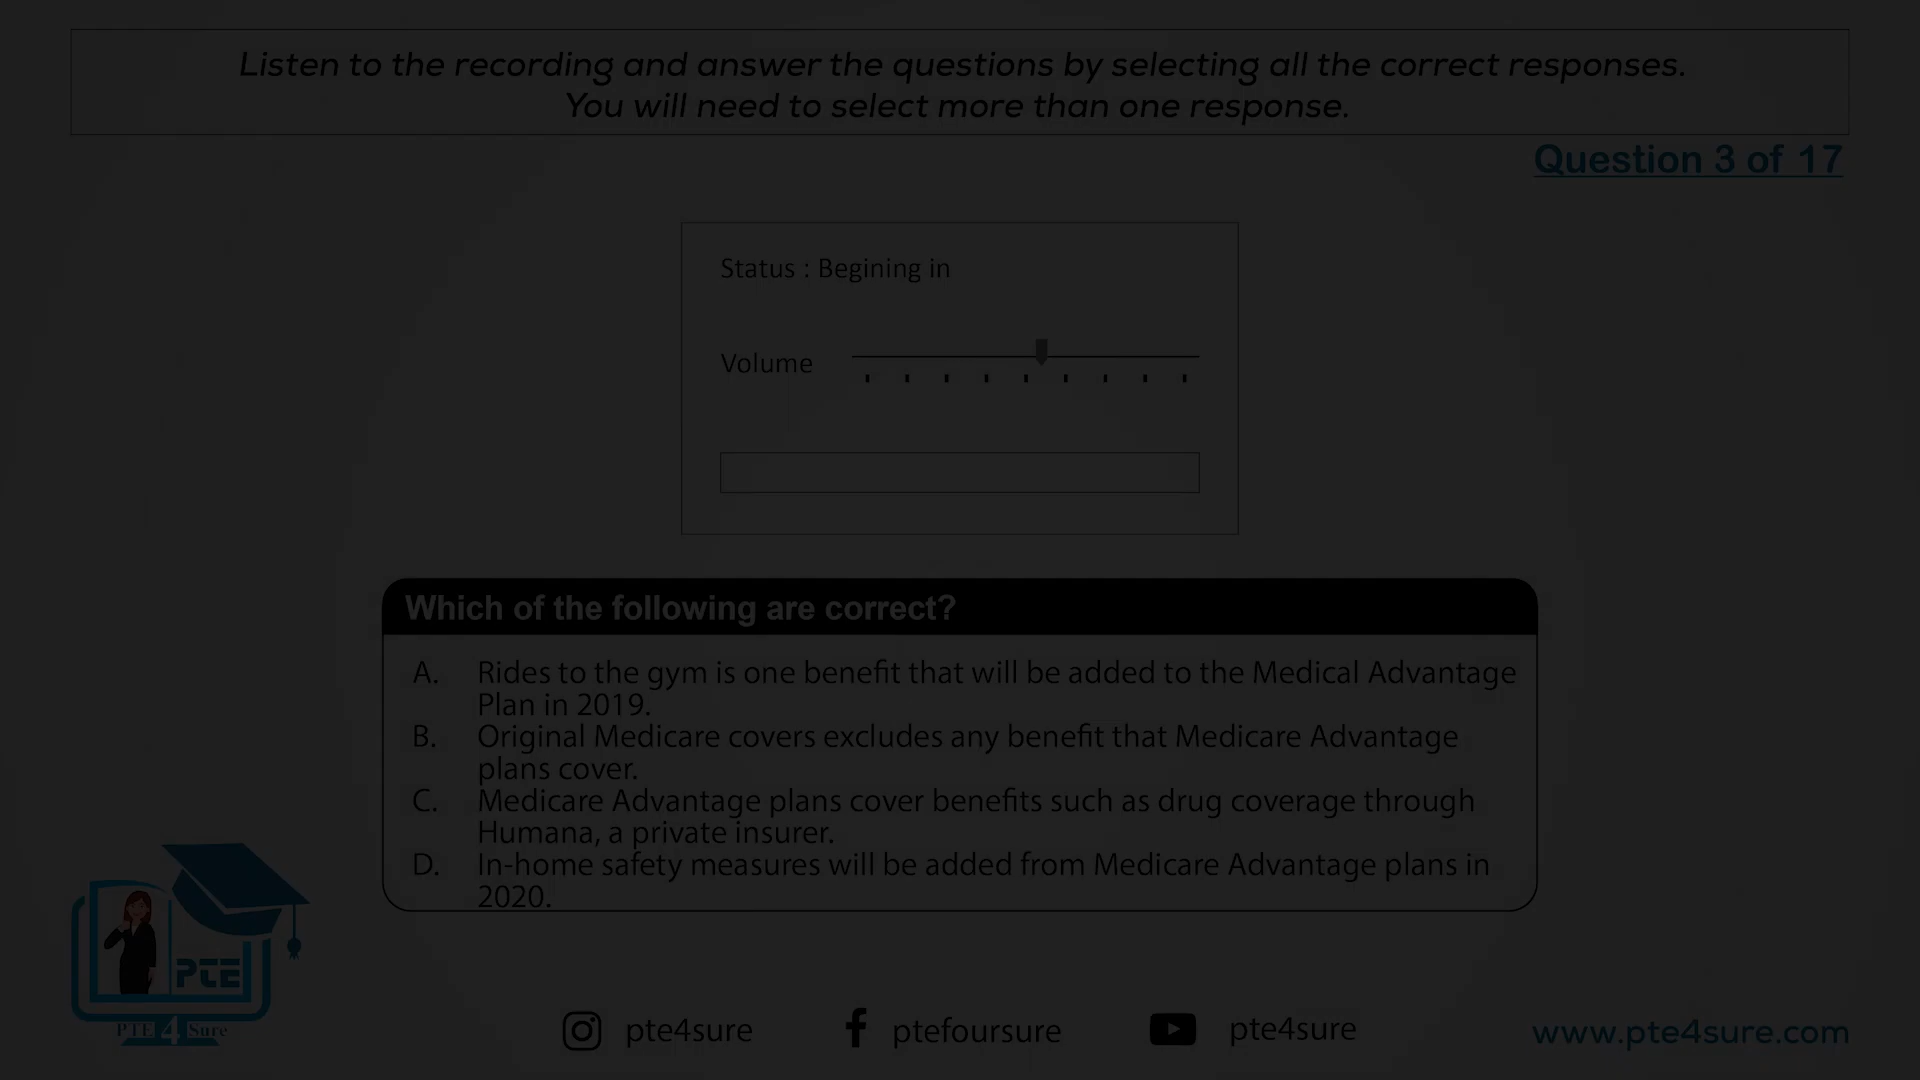 Listen to the recording and answer the questions by selecting all the correct responses.
You will need to select more than one response.
Question 3 of 17
Status : Begining in
Volume
Which of the following are correct?
A. Rides to the gym is one benefit that will be added to the Medical Advantage
Plan in 2019.
B. Original Medicare covers excludes any benefit that Medicare Advantage
plans cover.
C. Medicare Advantage plans cover benefits such as drug coverage through
Humana, a private insurer.
D. In-home safety measures will be added from Medicare Advantage plans in
2020.
PTE
PTE 4 Sure
pte4sure
ptefoursure
pte4sure
www.pte4sure.com